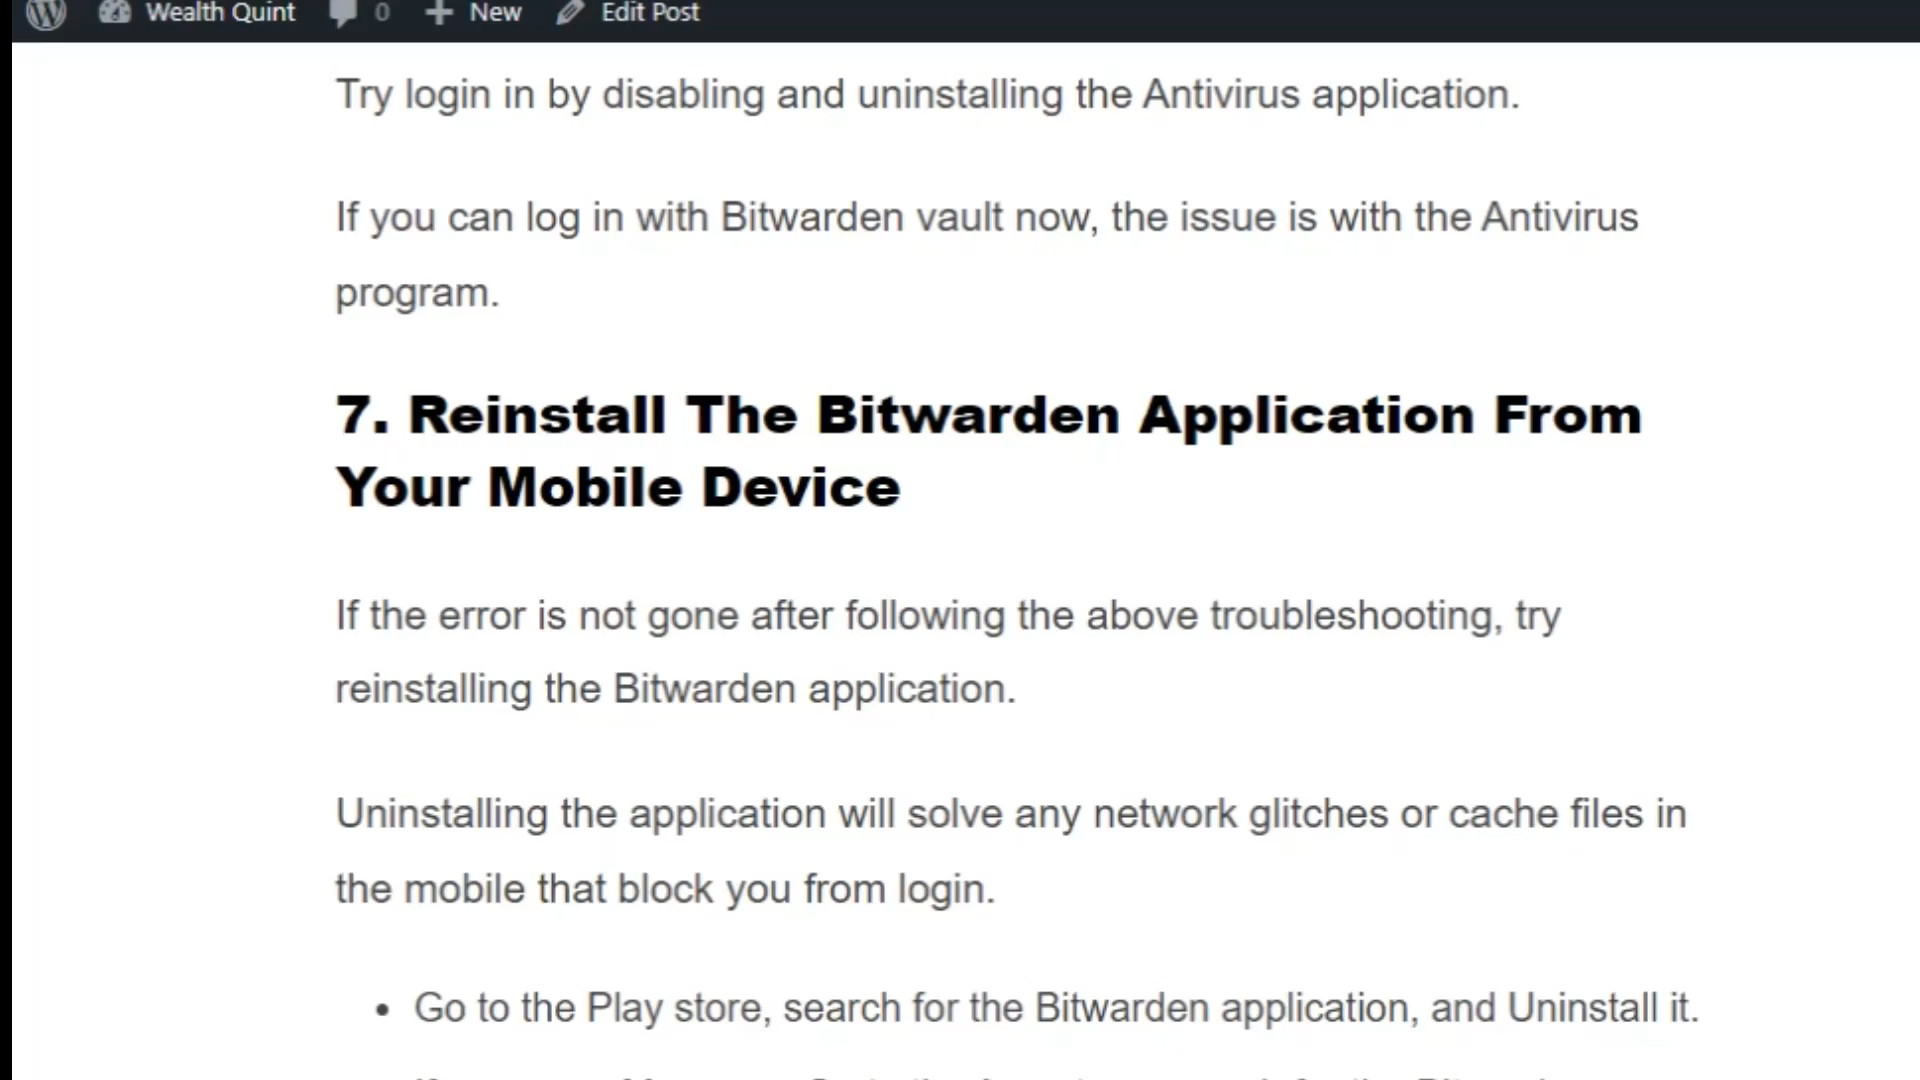 Wealth Quint 0 New Edit Post
Try login in by disabling and uninstalling the Antivirus application.
If you can log in with Bitwarden vault now, the issue is with the Antivirus
program.
7. Reinstall The Bitwarden Application From
Your Mobile Device
If the error is not gone after following the above troubleshooting, try
reinstalling the Bitwarden application.
Uninstalling the application will solve any network glitches or cache files in
the mobile that block you from login.
• Go to the Play store, search for the Bitwarden application, and Uninstall it.